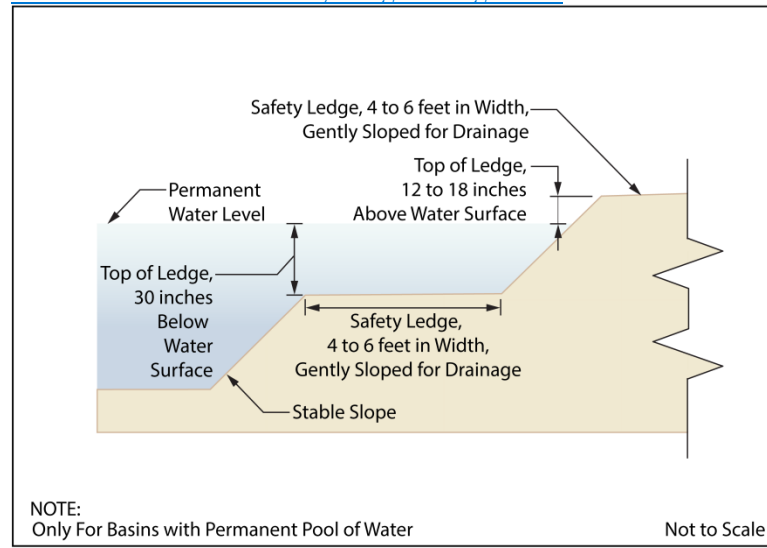 Safety Ledge, 4 to 6 feet in Width,
Gently Sloped for Drainage
Top of Ledge,
12 to 18 inches
Above Water Surface
Permanent
Water Level
Top of Ledge,
30 inches
Below
Water
Surface
Safety Ledge,
4 to 6 feet in Width,
Gently Sloped for Drainage
Stable Slope
NOTE:
Only For Basins with Permanent Pool of Water
Not to Scale